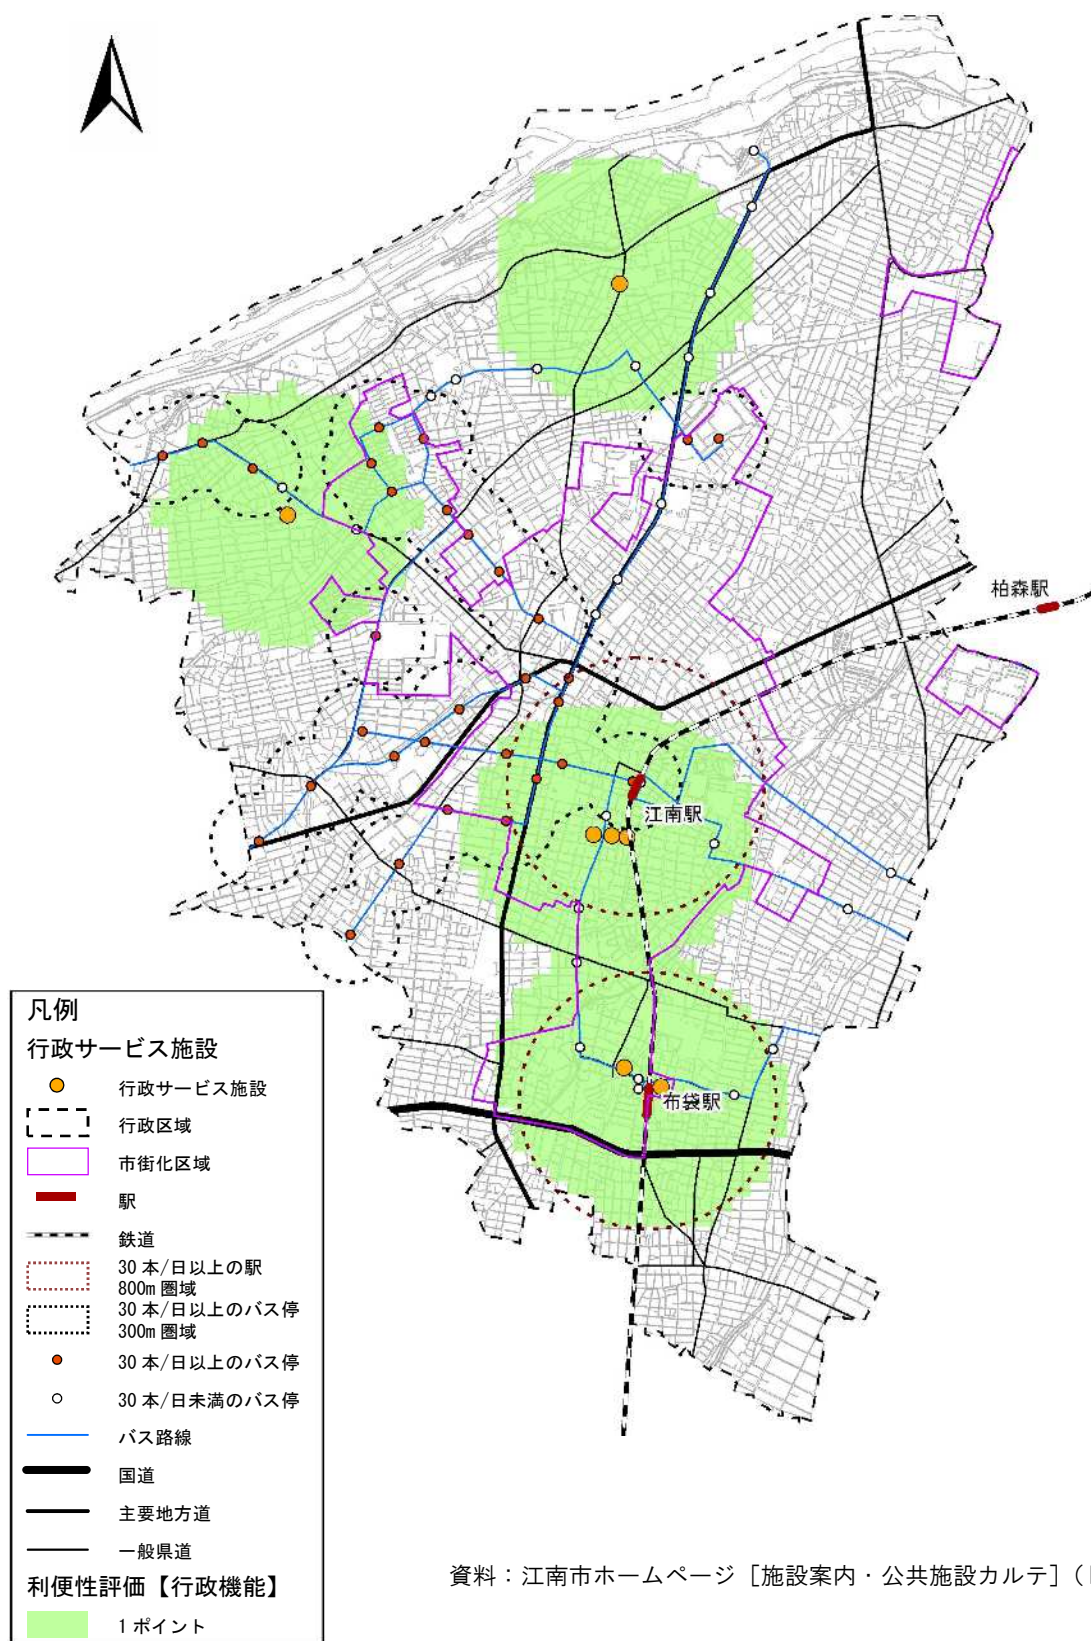 柏森駅
江南駅
布袋駅
凡例
行政サービス施設
行政サービス施設
行政区域
市街化区域
駅
鉄道
30 本/日以上の駅
800m 圏域
30 本/日以上のバス停
300m 圏域
30 本/日以上のバス停
30 本/日未満のバス停
バス路線
国道
主要地方道
一般県道
利便性評価【行政機能】
1 ポイント
資料：江南市ホームページ［施設案内・公共施設カルテ］（